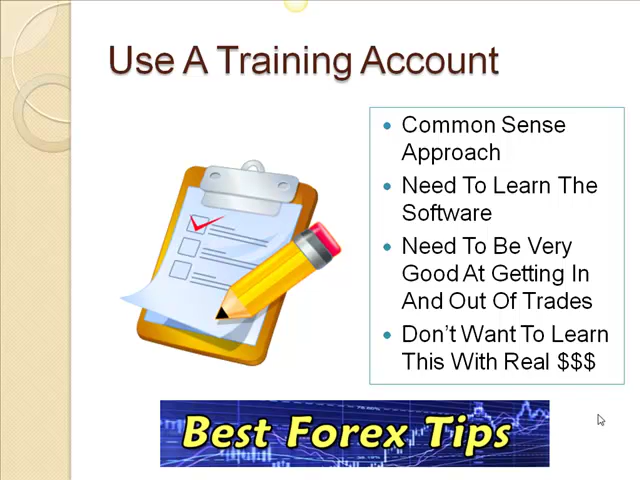 Use A Training Account
Common Sense
Approach
Need To Learn The
Software
Need To Be Very
Good At Getting In
And Out Of Trades
Don't Want To Learn
This With Real $$$
Best Forex Tips